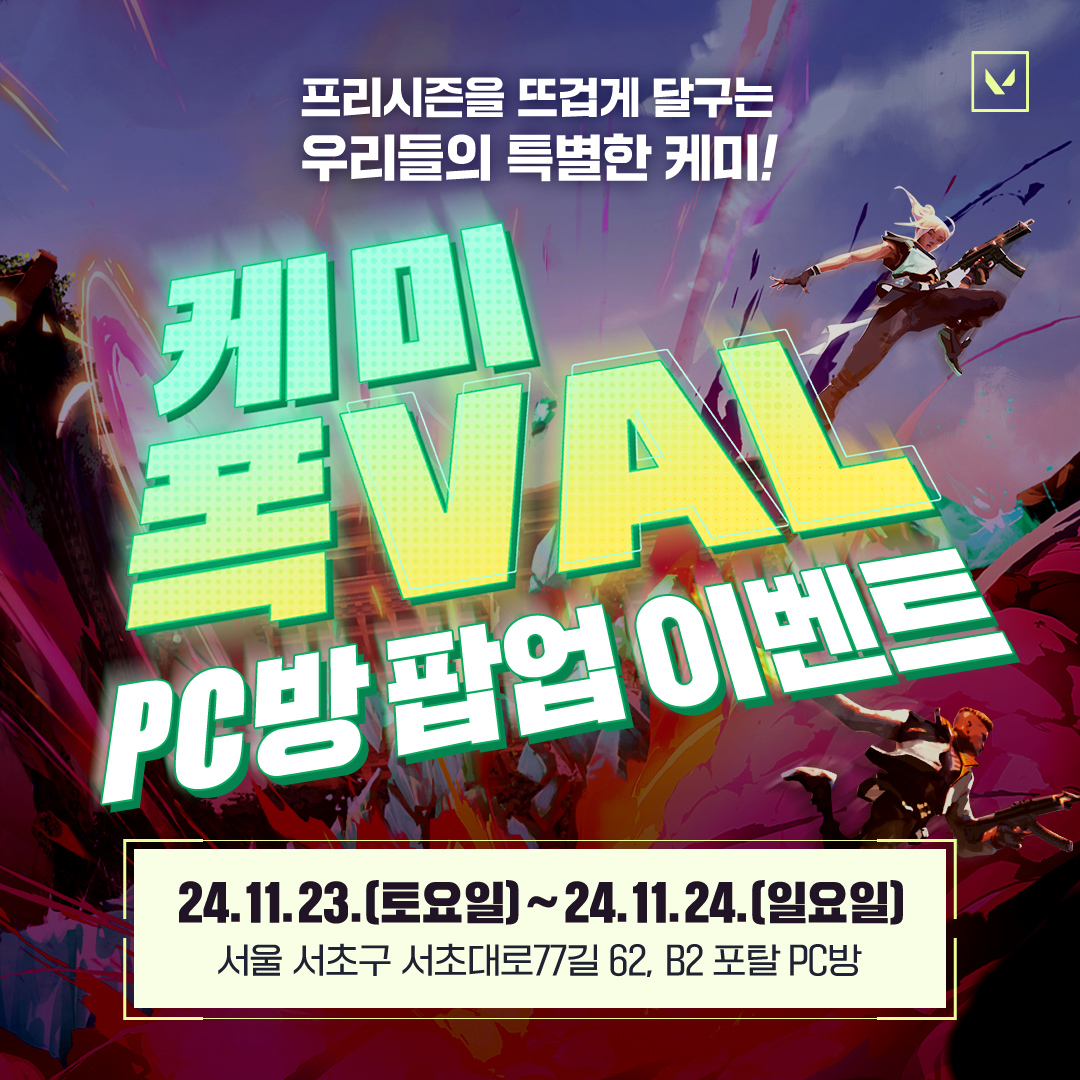 프리시즌을 뜨겁게 달구는
우리들의 특별한 케미!
케미
폭VAL
PC방 팝업 이벤트
24.11.23.(토요일) ~ 24.11.24.(일요일)
서울 서초구 서초대로77길 62, B2 포탈 PC방